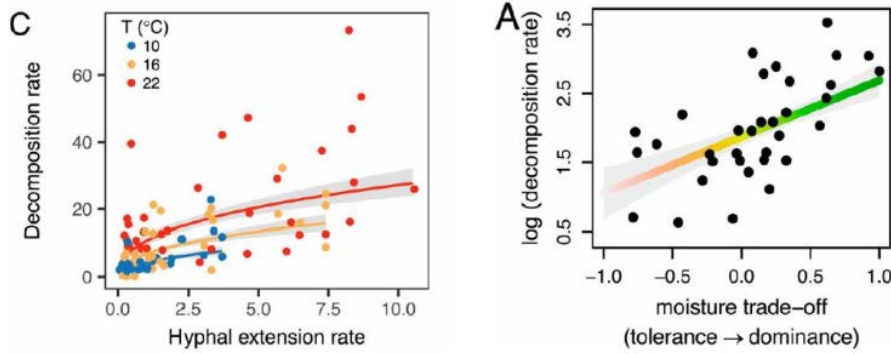 C
T (°C)
10
16
22
Decomposition rate
60
40
20
0
0.0 2.5 5.0 7.5 10.0
Hyphal extension rate
A
log (decomposition rate)
3.5
2.5
1.5
0.5
−1.0 −0.5 0.0 0.5 1.0
moisture trade−off
(tolerance → dominance)